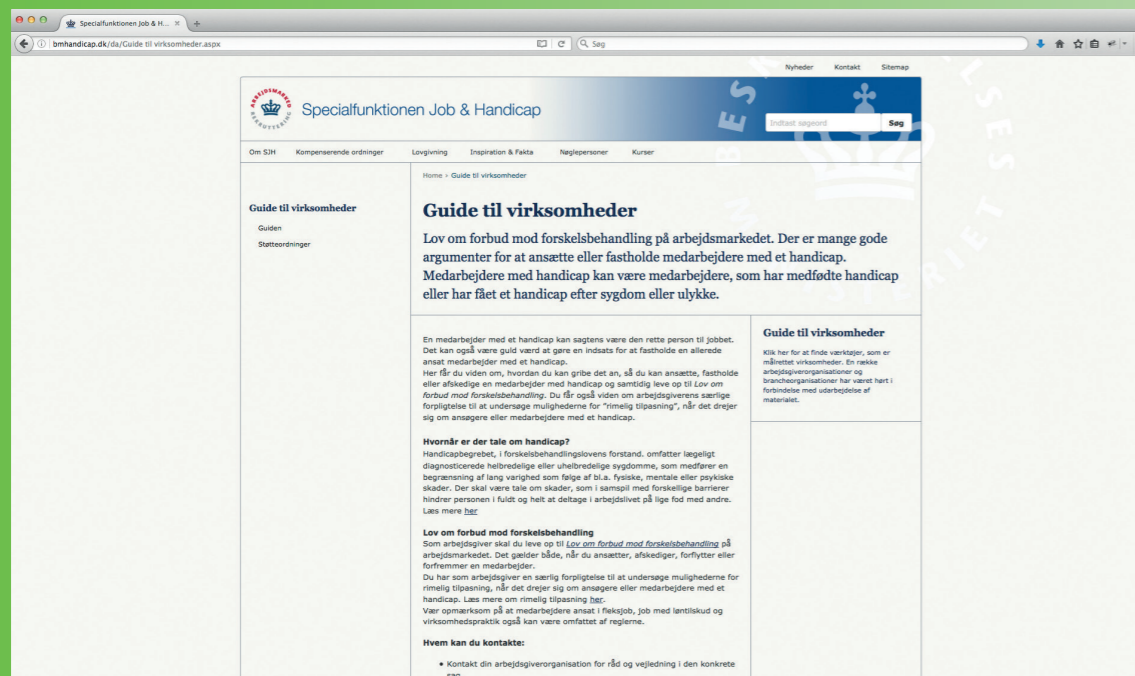 Specialfunktionen Job & H... ×
bmhandicap.dk/da/Guide til virksomheder.aspx
Søg
Nyheder Kontakt Sitemap
ARBEJDSMARKED
REKRUTTERING
Specialfunktionen Job & Handicap
Indtast søgeord
Søg
Om SJH Kompenserende ordninger Lovgivning Inspiration & Fakta Nøglepersoner Kurser
Home > Guide til virksomheder
Guide til virksomheder
Guiden
Støtteordninger
Guide til virksomheder
Lov om forbud mod forskelsbehandling på arbejdsmarkedet. Der er mange gode
argumenter for at ansætte eller fastholde medarbejdere med et handicap.
Medarbejdere med handicap kan være medarbejdere, som har medfødte handicap
eller har fået et handicap efter sygdom eller ulykke.
En medarbejder med et handicap kan sagtens være den rette person til jobbet.
Det kan også være guld værd at gøre en indsats for at fastholde en allerede
ansat medarbejder med et handicap.
Her får du viden om, hvordan du kan gribe det an, så du kan ansætte, fastholde
eller afskedige en medarbejder med handicap og samtidig leve op til Lov om
forbud mod forskelsbehandling. Du får også viden om arbejdsgiverens særlige
forpligtelse til at undersøge mulighederne for "rimelig tilpasning", når det drejer
sig om ansøgere eller medarbejdere med et handicap.
Hvornår er der tale om handicap?
Handicapbegrebet, i forskelsbehandlingslovens forstand. omfatter lægeligt
diagnosticerede helbredelige eller uhelbredelige sygdomme, som medfører en
begrænsning af lang varighed som følge af bl.a. fysiske, mentale eller psykiske
skader. Der skal være tale om skader, som i samspil med forskellige barrierer
hindrer personen i fuldt og helt at deltage i arbejdslivet på lige fod med andre.
Læs mere her
Lov om forbud mod forskelsbehandling
Som arbejdsgiver skal du leve op til Lov om forbud mod forskelsbehandling på
arbejdsmarkedet. Det gælder både, når du ansætter, afskediger, forflytter eller
forfremmer en medarbejder.
Du har som arbejdsgiver en særlig forpligtelse til at undersøge mulighederne for
rimelig tilpasning, når det drejer sig om ansøgere eller medarbejdere med et
handicap. Læs mere om rimelig tilpasning her.
Vær opmærksom på at medarbejdere ansat i fleksjob, job med løntilskud og
virksomhedspraktik også kan være omfattet af reglerne.
Hvem kan du kontakte:
• Kontakt din arbejdsgiverorganisation for råd og vejledning i den konkrete
sag
Guide til virksomheder
Klik her for at finde værktøjer, som er
målrettet virksomheder. En række
arbejdsgiverorganisationer og
brancheorganisationer har været hørt i
forbindelse med udarbejdelse af
materialet.